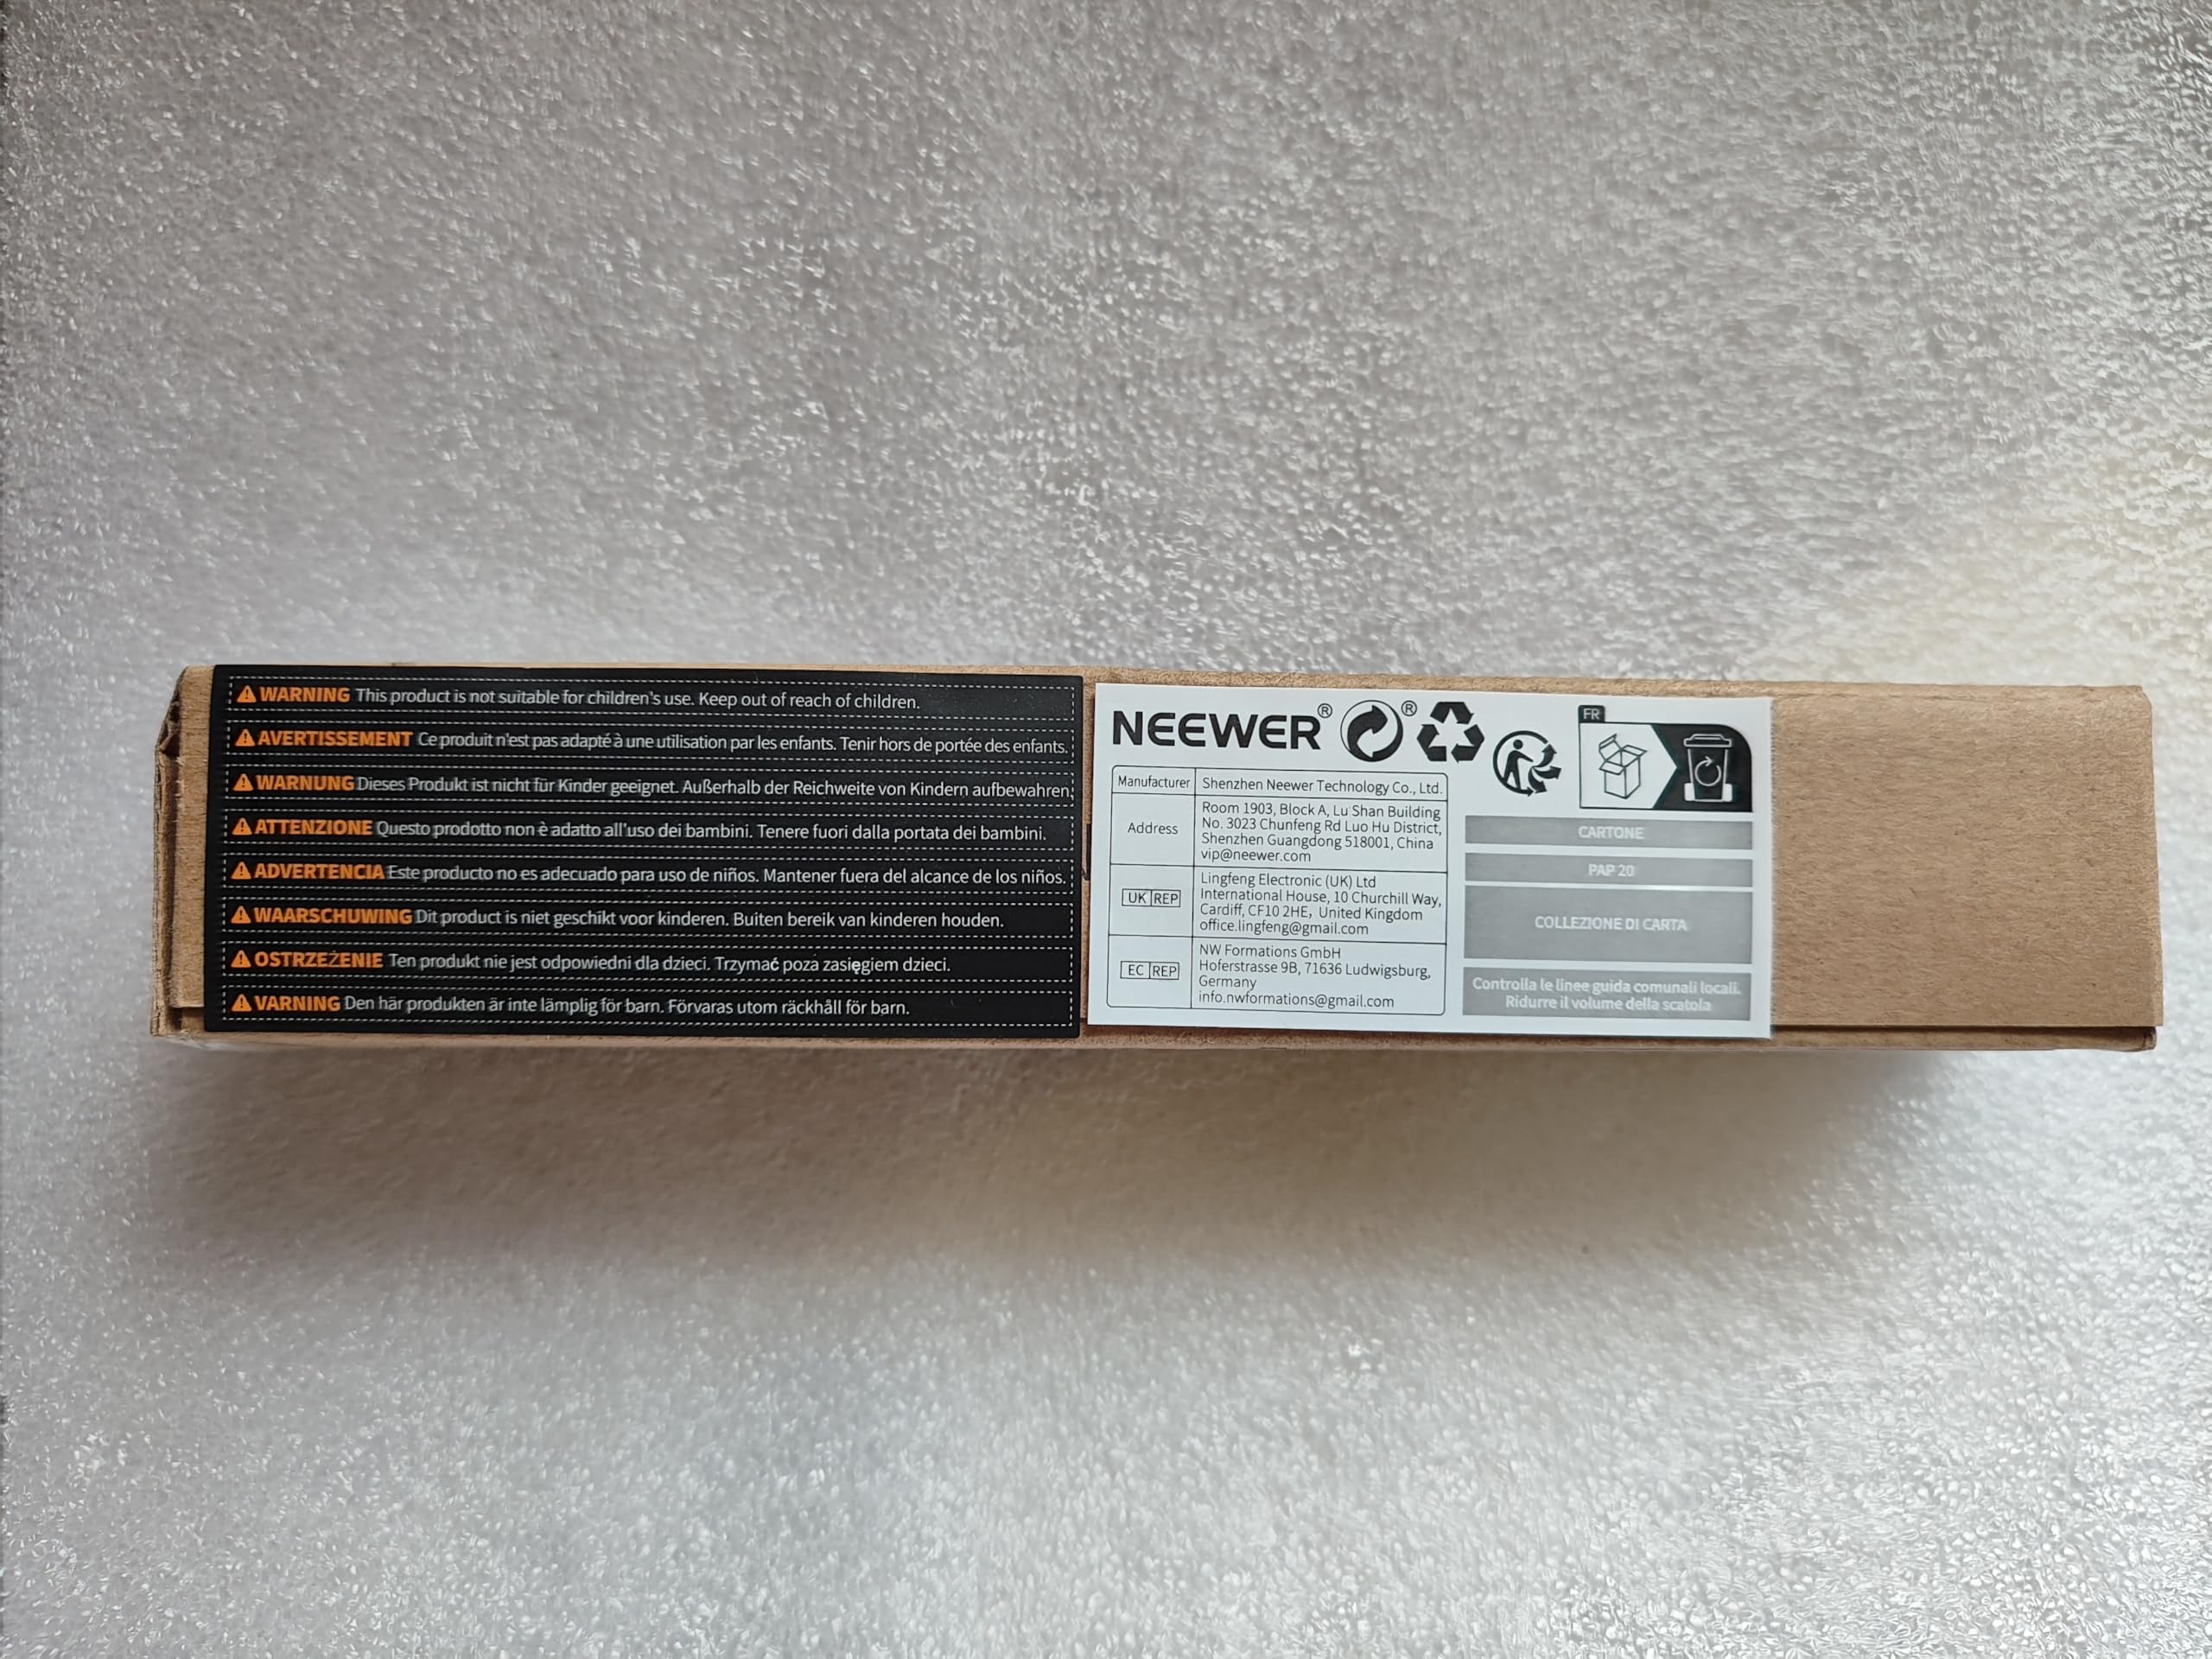 WARNING This product is not suitable for children's use. Keep out of reach of children.
AVERTISSEMENT Ce produit n'est pas adapté à une utilisation par les enfants. Tenir hors de portée des enfants.
WARNUNG Dieses Produkt ist nicht für Kinder geeignet. Außerhalb der Reichweite von Kindern aufbewahren.
ATTENZIONE Questo prodotto non è adatto all'uso dei bambini. Tenere fuori dalla portata dei bambini.
ADVERTENCIA Este producto no es adecuado para uso de niños. Mantener fuera del alcance de los niños.
WAARSCHUWING Dit product is niet geschikt voor kinderen. Buiten bereik van kinderen houden.
OSTRZEŻENIE Ten produkt nie jest odpowiedni dla dzieci. Trzymać poza zasięgiem dzieci.
VARNING Den här produkten är inte lämplig för barn. Förvaras utom räckhåll för barn.
NEEWER® ®
Manufacturer Shenzhen Neewer Technology Co., Ltd.
Address
Room 1903, Block A, Lu Shan Building
No. 3023 Chunfeng Rd Luo Hu District,
Shenzhen Guangdong 518001, China
vip@neewer.com
UK REP
Lingfeng Electronic (UK) Ltd
International House, 10 Churchill Way,
Cardiff, CF10 2HE, United Kingdom
office.lingfeng@gmail.com
EC REP
NW Formations GmbH
Hoferstrasse 9B, 71636 Ludwigsburg,
Germany
info.nwformations@gmail.com
FR
CARTONE
PAP 20
COLLEZIONE DI CARTA
Controlla le linee guida comunali locali.
Ridurre il volume della scatola